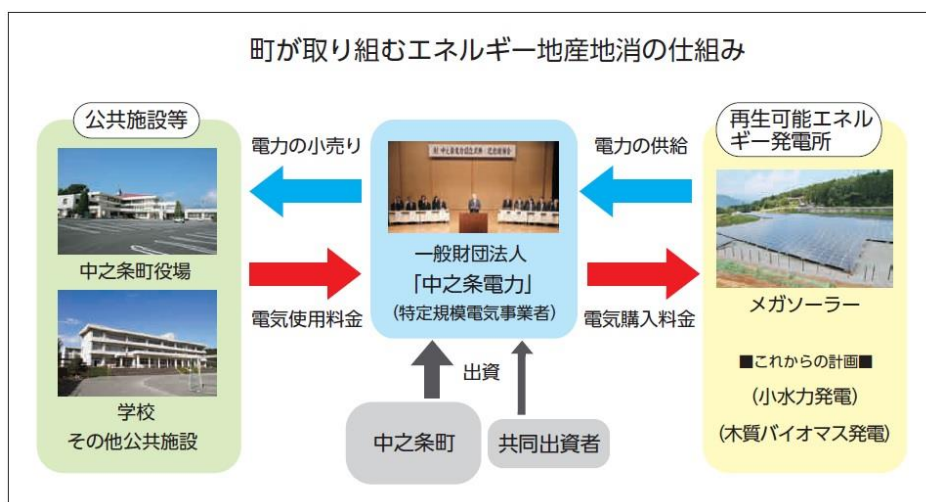 町が取り組むエネルギー地産地消の仕組み
公共施設等
中之条町役場
学校
その他公共施設
電力の小売り
電気使用料金
一般財団法人
「中之条電力」
(特定規模電気事業者)
出資
中之条町
共同出資者
電力の供給
電気購入料金
再生可能エネル
ギー発電所
メガソーラー
■これからの計画■
(小水力発電)
(木質バイオマス発電)